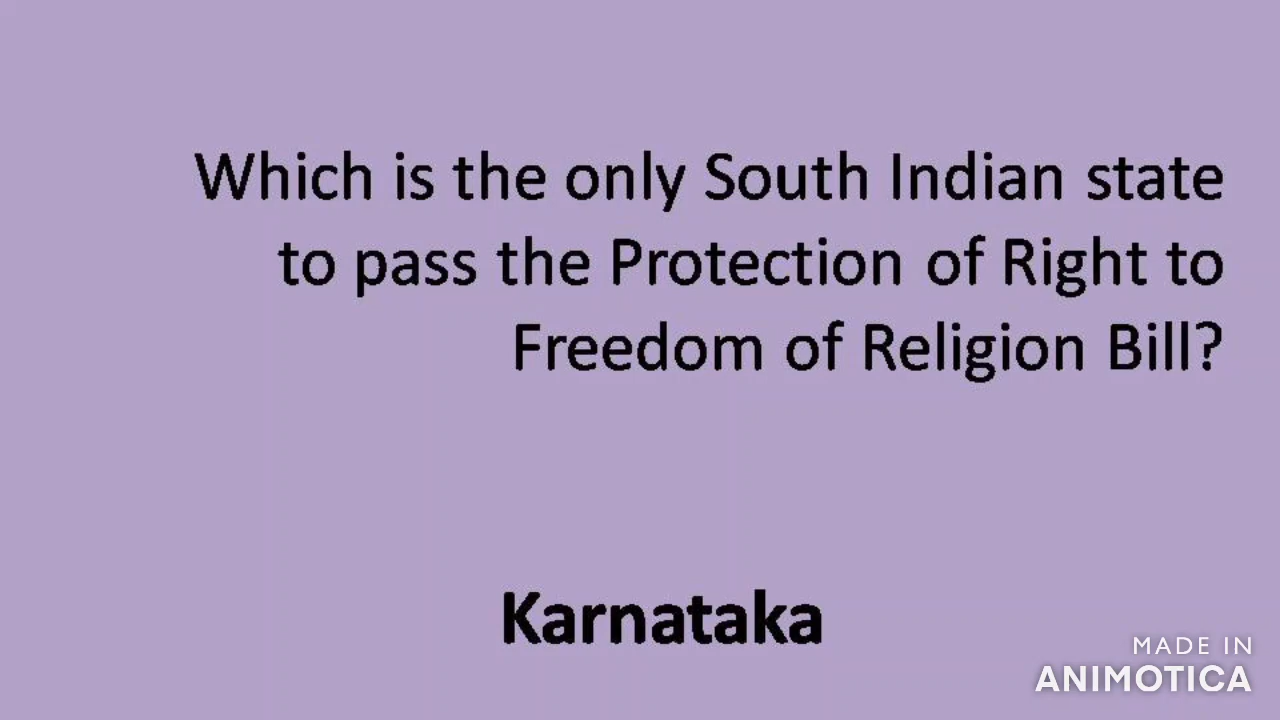 Which is the only South Indian state
to pass the Protection of Right to
Freedom of Religion Bill?
Karnataka
MADE IN
ANIMOTICA